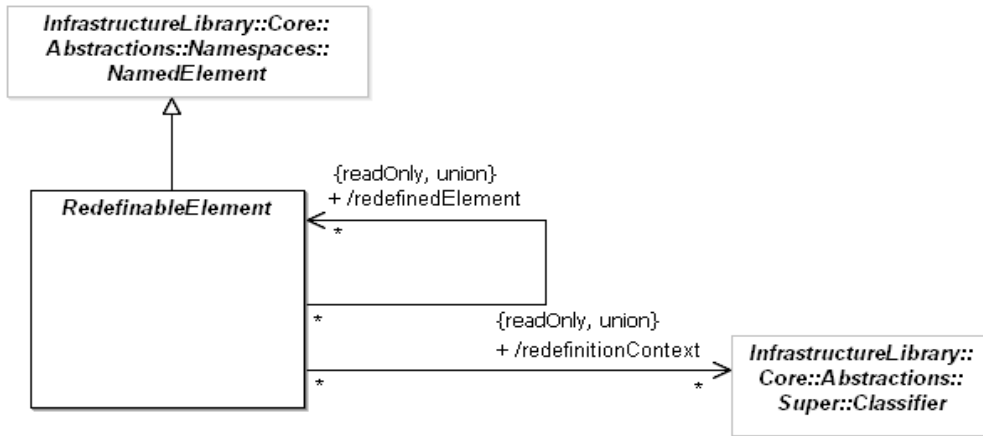 InfrastructureLibrary::Core::
Abstractions::Namespaces::
NamedElement
{readOnly, union}
+ /redefinedElement
RedefinableElement
*
*
{readOnly, union}
+ /redefinitionContext
*
*
InfrastructureLibrary::
Core::Abstractions::
Super::Classifier